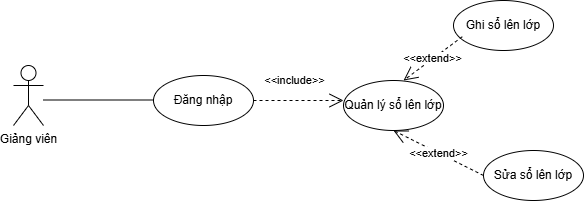 Ghi sổ lên lớp
<<extend>>
<<include>>
Đăng nhập
Quản lý sổ lên lớp
Giảng viên
<<extend>>
Sửa sổ lên lớp